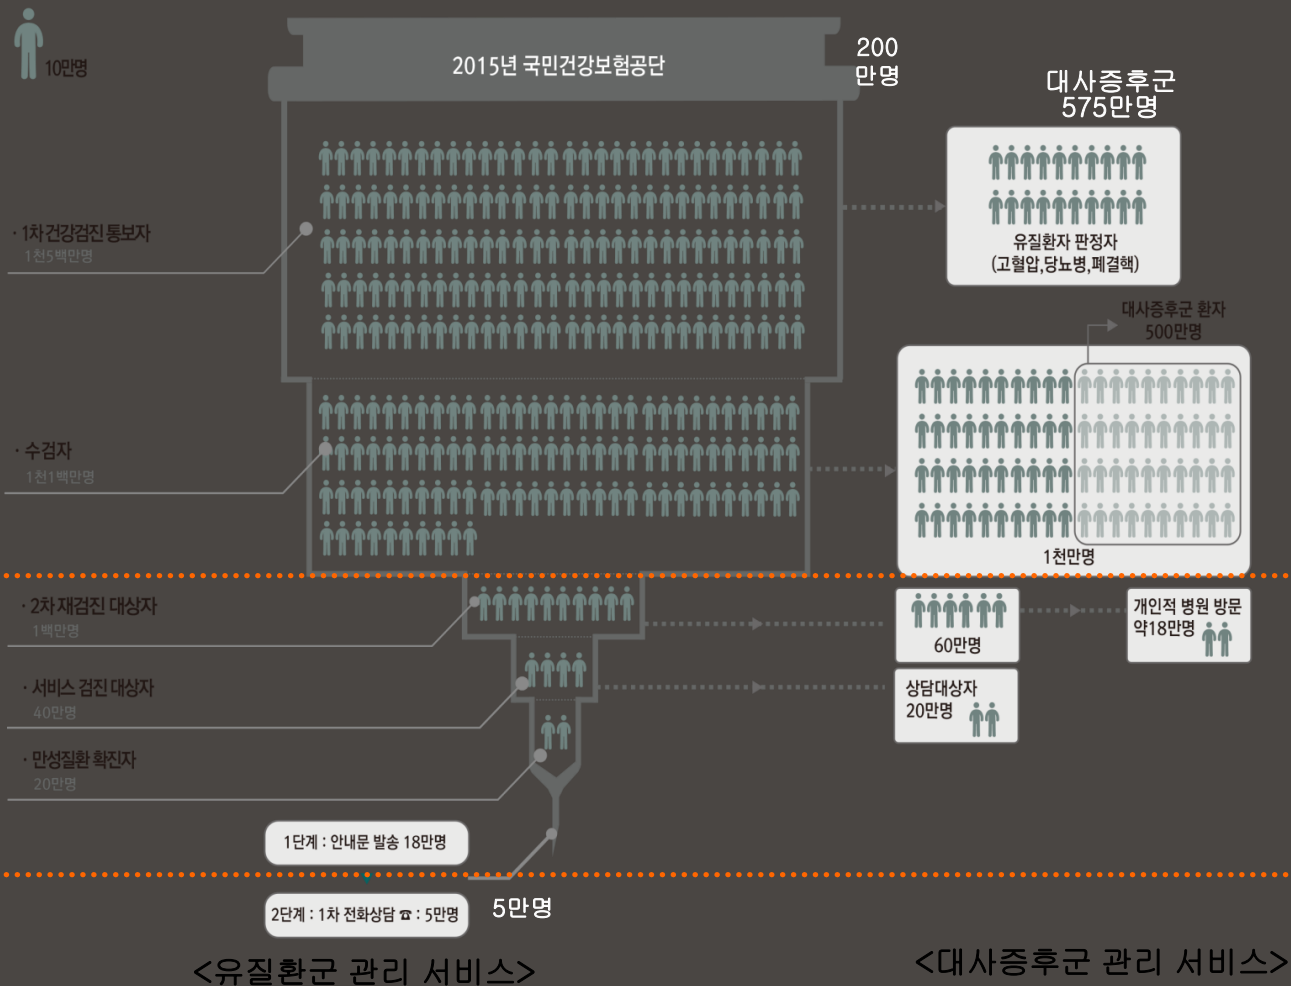 10만명
2015년 국민건강보험공단
200
만명
대사증후군
575만명
유질환자 판정자
(고혈압,당뇨병,폐결핵)
· 1차 건강검진 통보자
1천5백만명
대사증후군 환자
500만명
· 수검자
1천1백만명
1천만명
· 2차 재검진 대상자
1백만명
60만명
개인적 병원 방문
약18만명
· 서비스 검진 대상자
40만명
상담대상자
20만명
· 만성질환 확진자
20만명
1단계 : 안내문 발송 18만명
2단계 : 1차 전화상담 ☎ : 5만명
5만명
<유질환군 관리 서비스>
<대사증후군 관리 서비스>